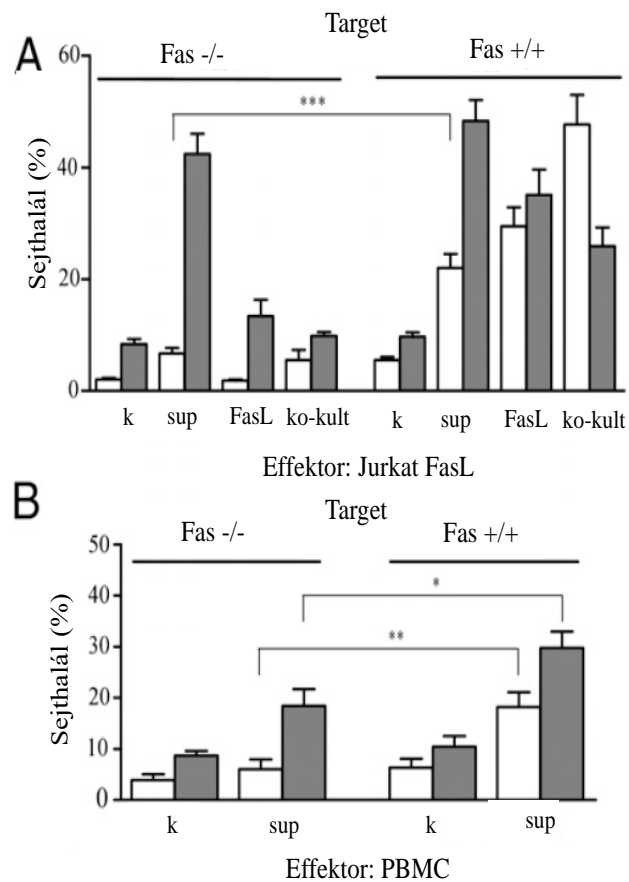 Target
A
Fas -/-
Fas +/+
Sejthalál (%)
60
40
20
0
***
k sup FasL ko-kult k sup FasL ko-kult
Effektor: Jurkat FasL
B
Target
Fas -/-
Fas +/+
Sejthalál (%)
50
40
30
20
10
0
*
**
k sup k sup
Effektor: PBMC